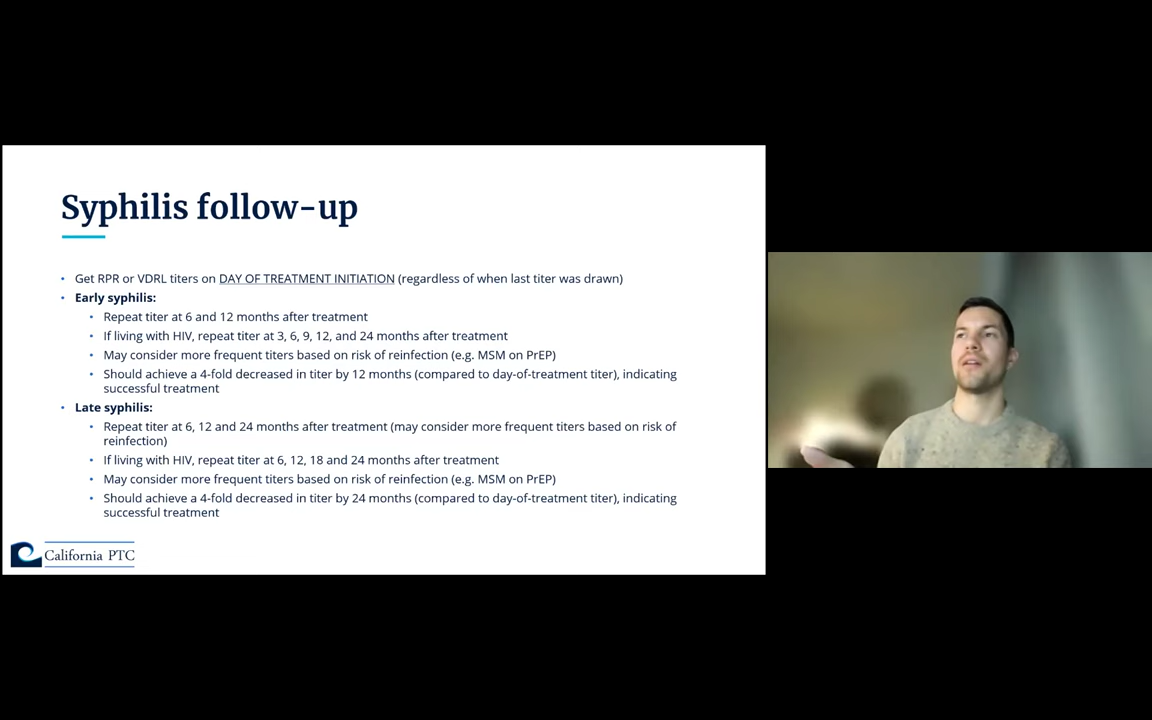 Syphilis follow-up
• Get RPR or VDRL titers on DAY OF TREATMENT INITIATION (regardless of when last titer was drawn)
• Early syphilis:
• Repeat titer at 6 and 12 months after treatment
• If living with HIV, repeat titer at 3, 6, 9, 12, and 24 months after treatment
• May consider more frequent titers based on risk of reinfection (e.g. MSM on PrEP)
• Should achieve a 4-fold decreased in titer by 12 months (compared to day-of-treatment titer), indicating
successful treatment
• Late syphilis:
• Repeat titer at 6, 12 and 24 months after treatment (may consider more frequent titers based on risk of
reinfection)
• If living with HIV, repeat titer at 6, 12, 18 and 24 months after treatment
• May consider more frequent titers based on risk of reinfection (e.g. MSM on PrEP)
• Should achieve a 4-fold decreased in titer by 24 months (compared to day-of-treatment titer), indicating
successful treatment
California PTC